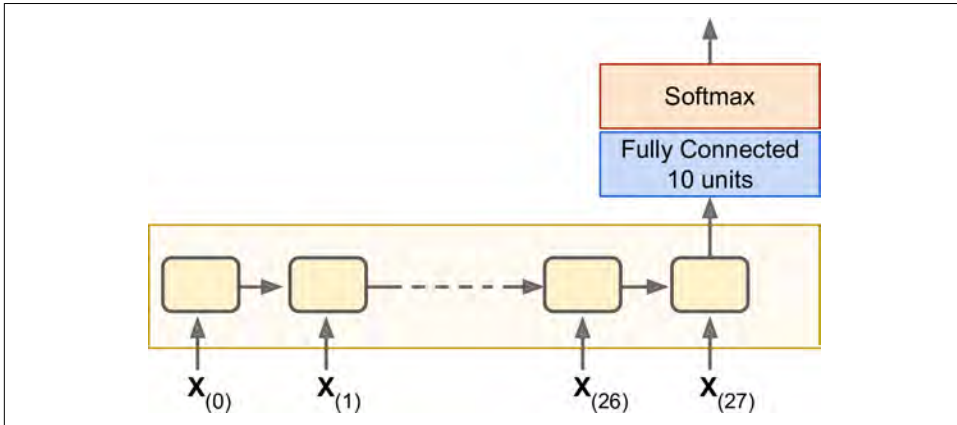 Softmax
Fully Connected
10 units
X(0) X(1) X(26) X(27)